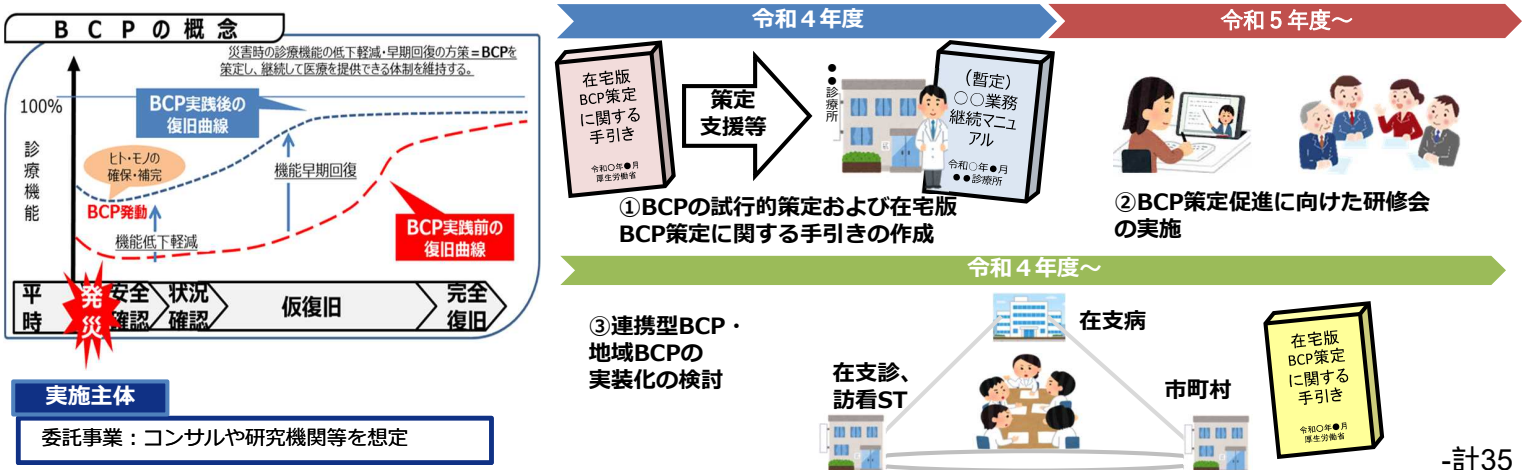 BCPの概念
災害時の診療機能の低下軽減・早期回復の方策＝BCPを
策定し、継続して医療を提供できる体制を維持する。
100%
診療機能
BCP実践後の
復旧曲線
ヒト・モノの
確保・補完
BCP発動
機能低下軽減
機能早期回復
BCP実践前の
復旧曲線
平時
発災
安全確認
状況確認
仮復旧
完全復旧
実施主体
委託事業：コンサルや研究機関等を想定
令和４年度
在宅版
BCP策定
に関する
手引き
令和○年●月
厚生労働省
策定
支援等
●●診療所
（暫定）
○○業務
継続マニュ
アル
令和○年●月
●●診療所
①BCPの試行的策定および在宅版
BCP策定に関する手引きの作成
令和５年度～
②BCP策定促進に向けた研修会
の実施
令和４年度～
③連携型BCP・
地域BCPの
実装化の検討
在支病
在支診、
訪看ST
市町村
在宅版
BCP策定
に関する
手引き
令和○年●月
厚生労働省
-計35